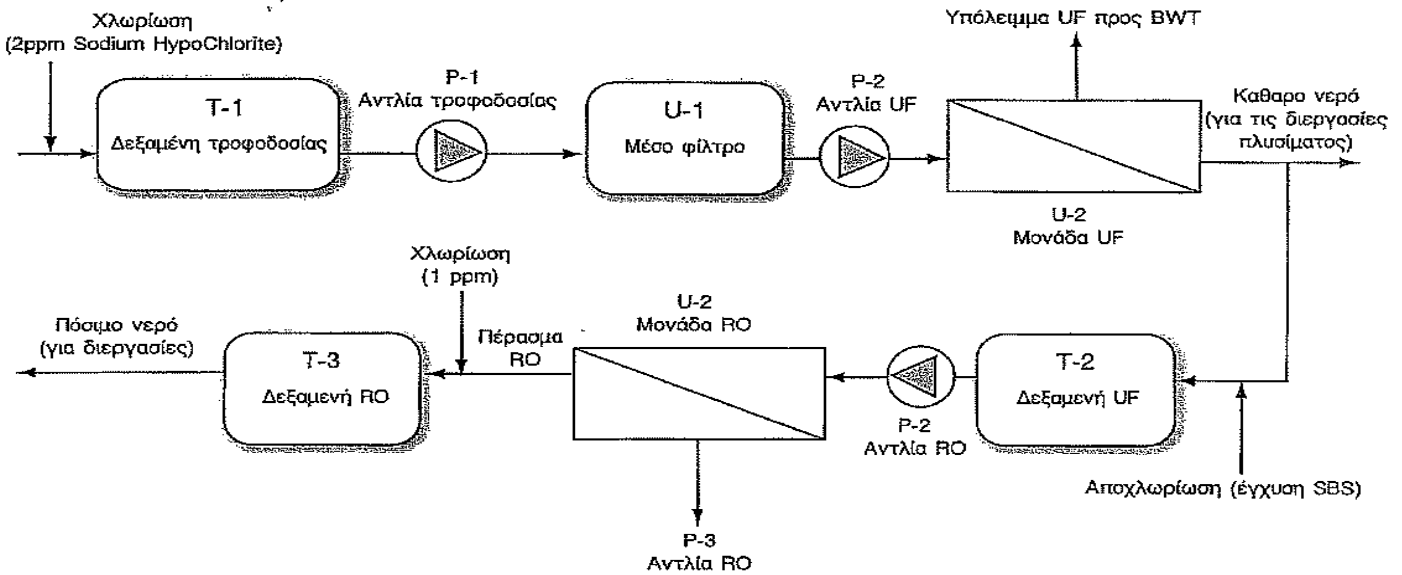 Χλωρίωση
(2ppm Sodium HypoChlorite)
T-1
Δεξαμένη τροφοδοσίας
P-1
Αντλία τροφοδοσίας
U-1
Μέσο φίλτρο
P-2
Αντλία UF
Υπόλειμμα UF προς BWT
U-2
Μονάδα UF
Καθαρο νερό
(για τις διεργασίες
πλυσίματος)
Πόσιμο νερό
(για διεργασίες)
T-3
Δεξαμενή RO
Χλωρίωση
(1 ppm)
Πέρασμα
RO
U-2
Μονάδα RO
P-3
Αντλία RO
P-2
Αντλία RO
T-2
Δεξαμενή UF
Αποχλωρίωση (έγχυση SBS)